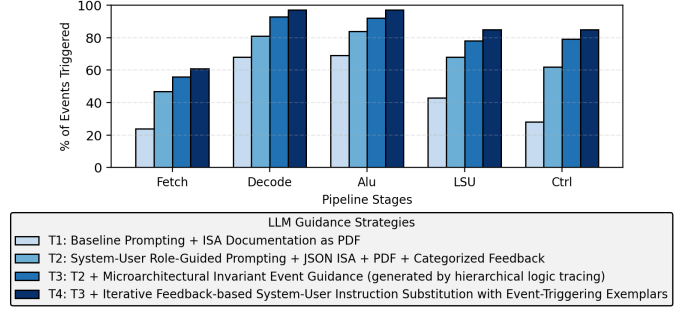 100
80
60
40
20
0
% of Events Triggered
Fetch Decode Alu LSU Ctrl
Pipeline Stages
LLM Guidance Strategies
T1: Baseline Prompting + ISA Documentation as PDF
T2: System-User Role-Guided Prompting + JSON ISA + PDF + Categorized Feedback
T3: T2 + Microarchitectural Invariant Event Guidance (generated by hierarchical logic tracing)
T4: T3 + Iterative Feedback-based System-User Instruction Substitution with Event-Triggering Exemplars